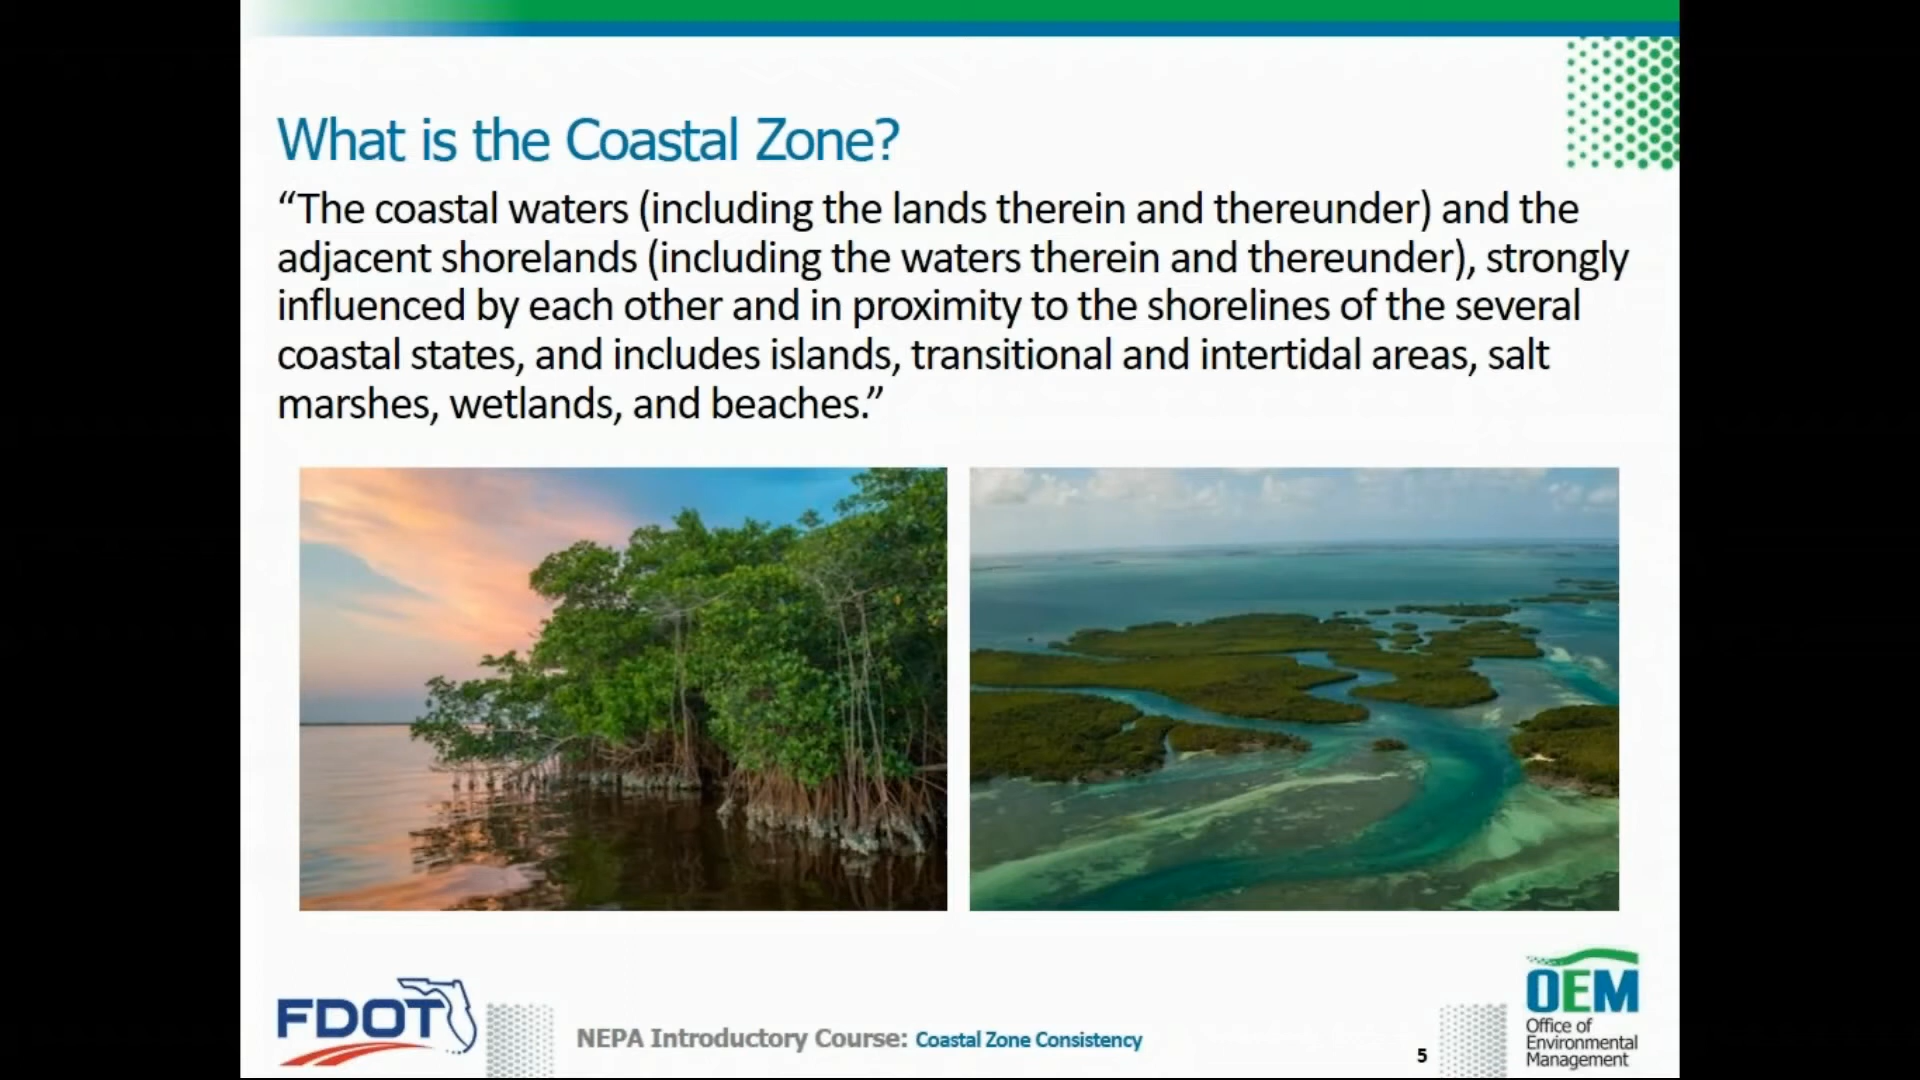 What is the Coastal Zone?
“The coastal waters (including the lands therein and thereunder) and the
adjacent shorelands (including the waters therein and thereunder), strongly
influenced by each other and in proximity to the shorelines of the several
coastal states, and includes islands, transitional and intertidal areas, salt
marshes, wetlands, and beaches.”
FDOT
NEPA Introductory Course: Coastal Zone Consistency
5
OEM
Office of
Environmental
Management